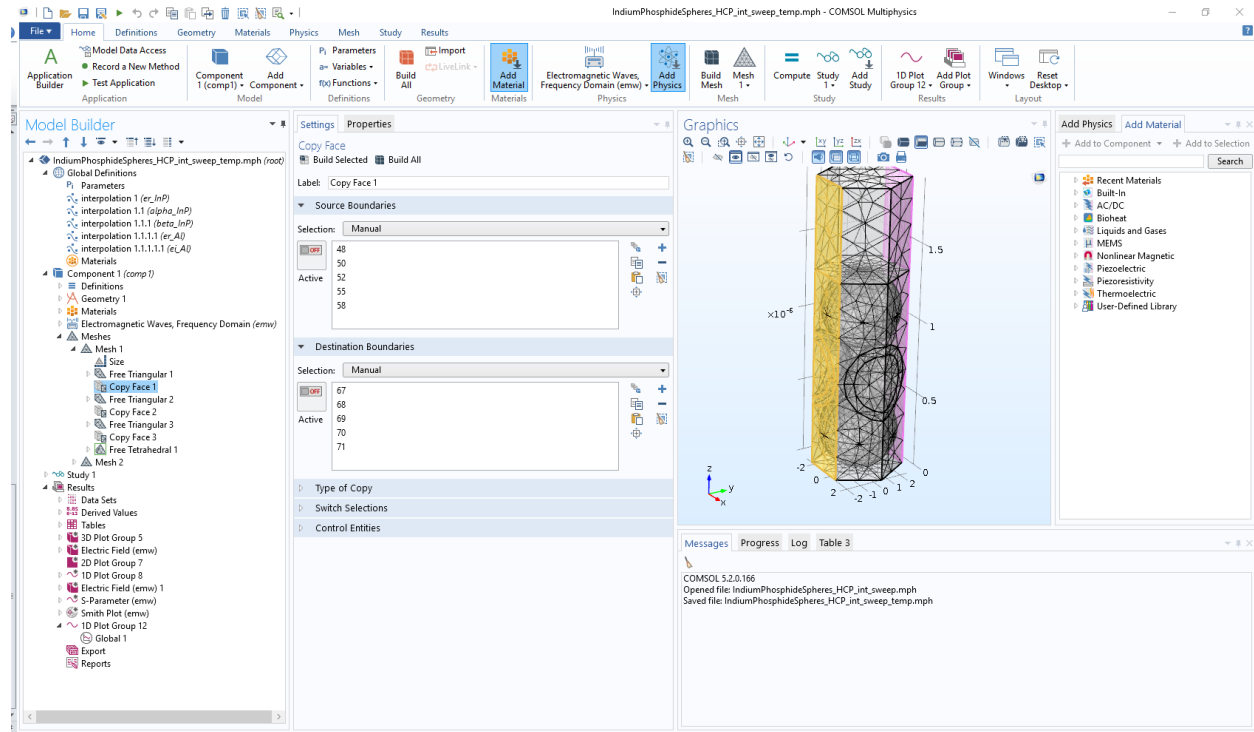 IndiumPhosphideSpheres_HCP_int_sweep_temp.mph - COMSOL Multiphysics
File Home Definitions Geometry Materials Physics Mesh Study Results
Application Builder
Model Data Access
Record a New Method
Test Application
Application
Component 1 (comp1)
Add Component
Model
Pi Parameters
a= Variables
f(x) Functions
Definitions
Build All
Import
LiveLink
Geometry
Add Material
Materials
Electromagnetic Waves, Frequency Domain (emw)
Add Physics
Physics
Build Mesh
Mesh 1
Mesh
Compute
Study 1
Add Study
Study
1D Plot Group 12
Add Plot Group
Results
Windows
Reset Desktop
Layout
Model Builder
IndiumPhosphideSpheres_HCP_int_sweep_temp.mph (root)
Global Definitions
Pi Parameters
interpolation 1 (er_InP)
interpolation 1.1 (alpha_InP)
interpolation 1.1.1 (beta_InP)
interpolation 1.1.1.1 (er_Al)
interpolation 1.1.1.1.1 (ei_Al)
Materials
Component 1 (comp1)
Definitions
Geometry 1
Materials
Electromagnetic Waves, Frequency Domain (emw)
Meshes
Mesh 1
Size
Free Triangular 1
Copy Face 1
Free Triangular 2
Copy Face 2
Free Triangular 3
Copy Face 3
Free Tetrahedral 1
Mesh 2
Study 1
Results
Data Sets
Derived Values
Tables
3D Plot Group 5
Electric Field (emw)
2D Plot Group 7
1D Plot Group 8
Electric Field (emw) 1
S-Parameter (emw)
Smith Plot (emw)
1D Plot Group 12
Global 1
Export
Reports
Settings Properties
Copy Face
Build Selected Build All
Label: Copy Face 1
Source Boundaries
Selection: Manual
OFF
Active
48
50
52
55
58
Destination Boundaries
Selection: Manual
OFF
Active
67
68
69
70
71
Type of Copy
Switch Selections
Control Entities
Graphics
xy yz zx
×10⁻⁶
1.5
1
0.5
0
-2
0
2
-2 -1 0 1 2
z
y
x
Messages Progress Log Table 3
COMSOL 5.2.0.166
Opened file: IndiumPhosphideSpheres_HCP_int_sweep.mph
Saved file: IndiumPhosphideSpheres_HCP_int_sweep_temp.mph
Add Physics Add Material
Add to Component Add to Selection
Search
Recent Materials
Built-In
AC/DC
Bioheat
Liquids and Gases
MEMS
Nonlinear Magnetic
Piezoelectric
Piezoresistivity
Thermoelectric
User-Defined Library